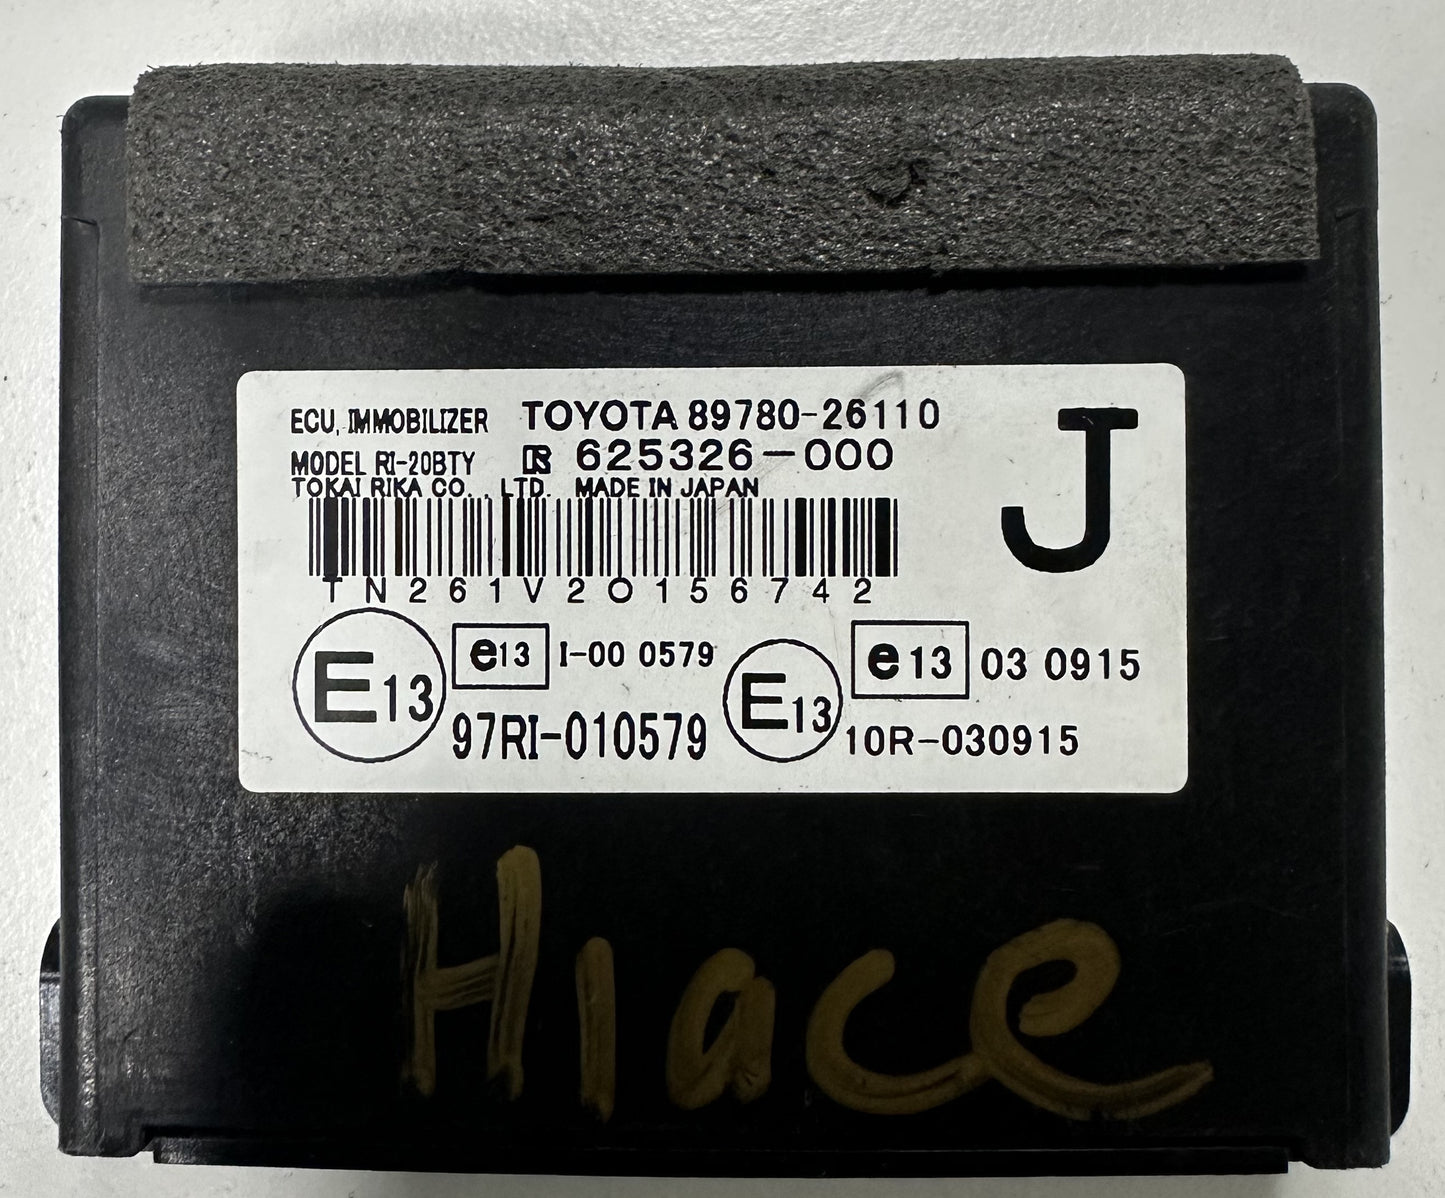 ECU, IMMOBILIZER TOYOTA 89780-26110
MODEL RI-20BTY 625326-000
TOKAI RIKA CO., LTD. MADE IN JAPAN
J
TN261V20156742
E13 e13 I-00 0579
97RI-010579
E13 e13 03 0915
10R-030915
Hiace